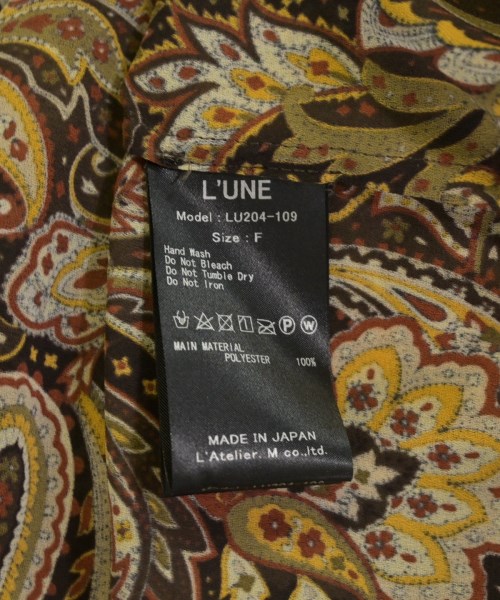 L'UNE
Model : LU204-109
Size : F
Hand Wash
Do Not Bleach
Do Not Tumble Dry
Do Not Iron
P W
MAIN MATERIAL
POLYESTER 100%
MADE IN JAPAN
L'Atelier. M co.,ltd.